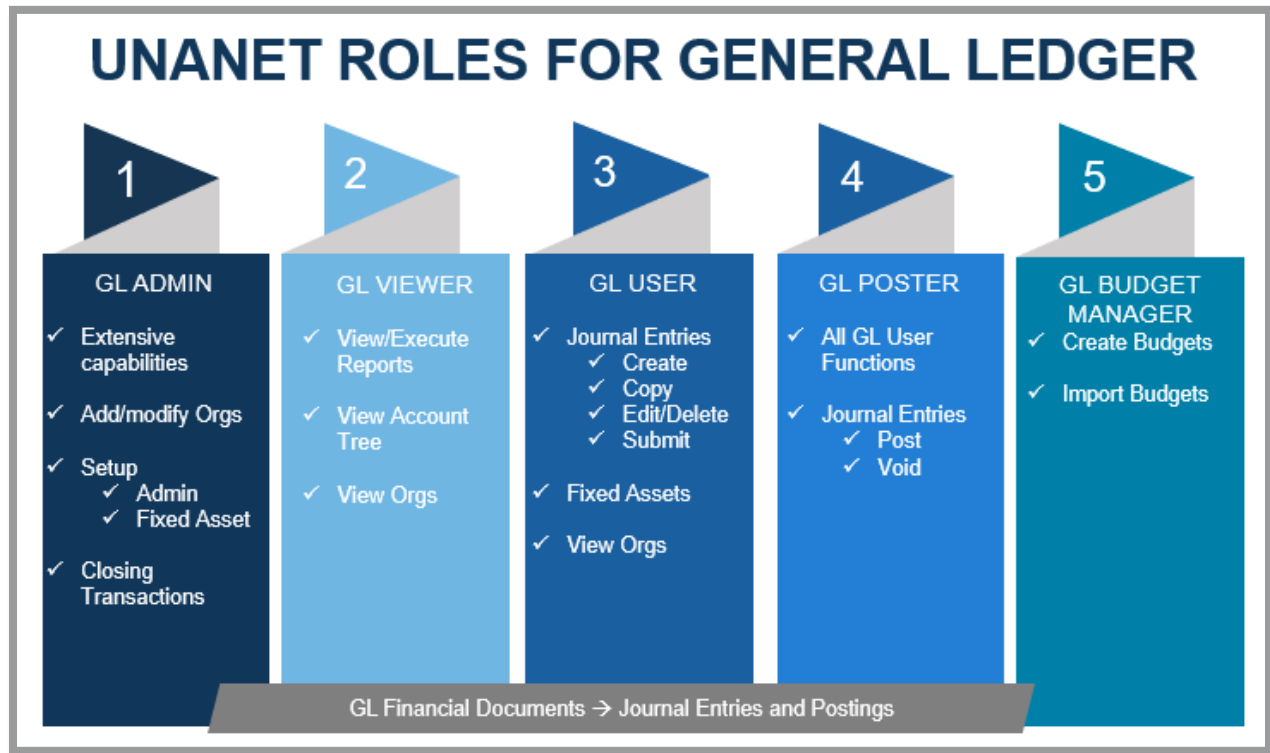 UNANET ROLES FOR GENERAL LEDGER
1
GL ADMIN
✓ Extensive
capabilities
✓ Add/modify Orgs
✓ Setup
✓ Admin
✓ Fixed Asset
✓ Closing
Transactions
2
GL VIEWER
✓ View/Execute
Reports
✓ View Account
Tree
✓ View Orgs
3
GL USER
✓ Journal Entries
✓ Create
✓ Copy
✓ Edit/Delete
✓ Submit
✓ Fixed Assets
✓ View Orgs
4
GL POSTER
✓ All GL User
Functions
✓ Journal Entries
✓ Post
✓ Void
5
GL BUDGET
MANAGER
✓ Create Budgets
✓ Import Budgets
GL Financial Documents → Journal Entries and Postings